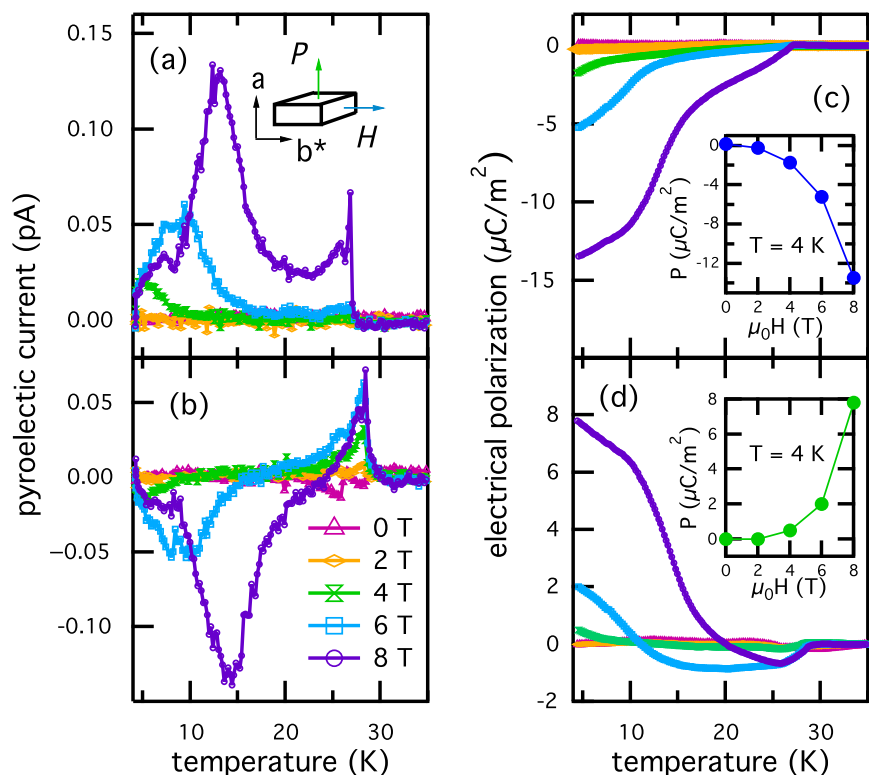 (a)
P
a
H
b*
0.15
0.10
0.05
0.00
pyroelectic current (pA)
(b)
0.05
0.00
-0.05
-0.10
0 T
2 T
4 T
6 T
8 T
10 20 30
temperature (K)
0
-5
-10
-15
electrical polarization (µC/m²)
(c)
0
-4
-8
-12
P (µC/m²)
T = 4 K
0 2 4 6 8
µ₀H (T)
(d)
8
6
4
2
0
-2
8
6
4
2
0
P (µC/m²)
T = 4 K
0 2 4 6 8
µ₀H (T)
10 20 30
temperature (K)